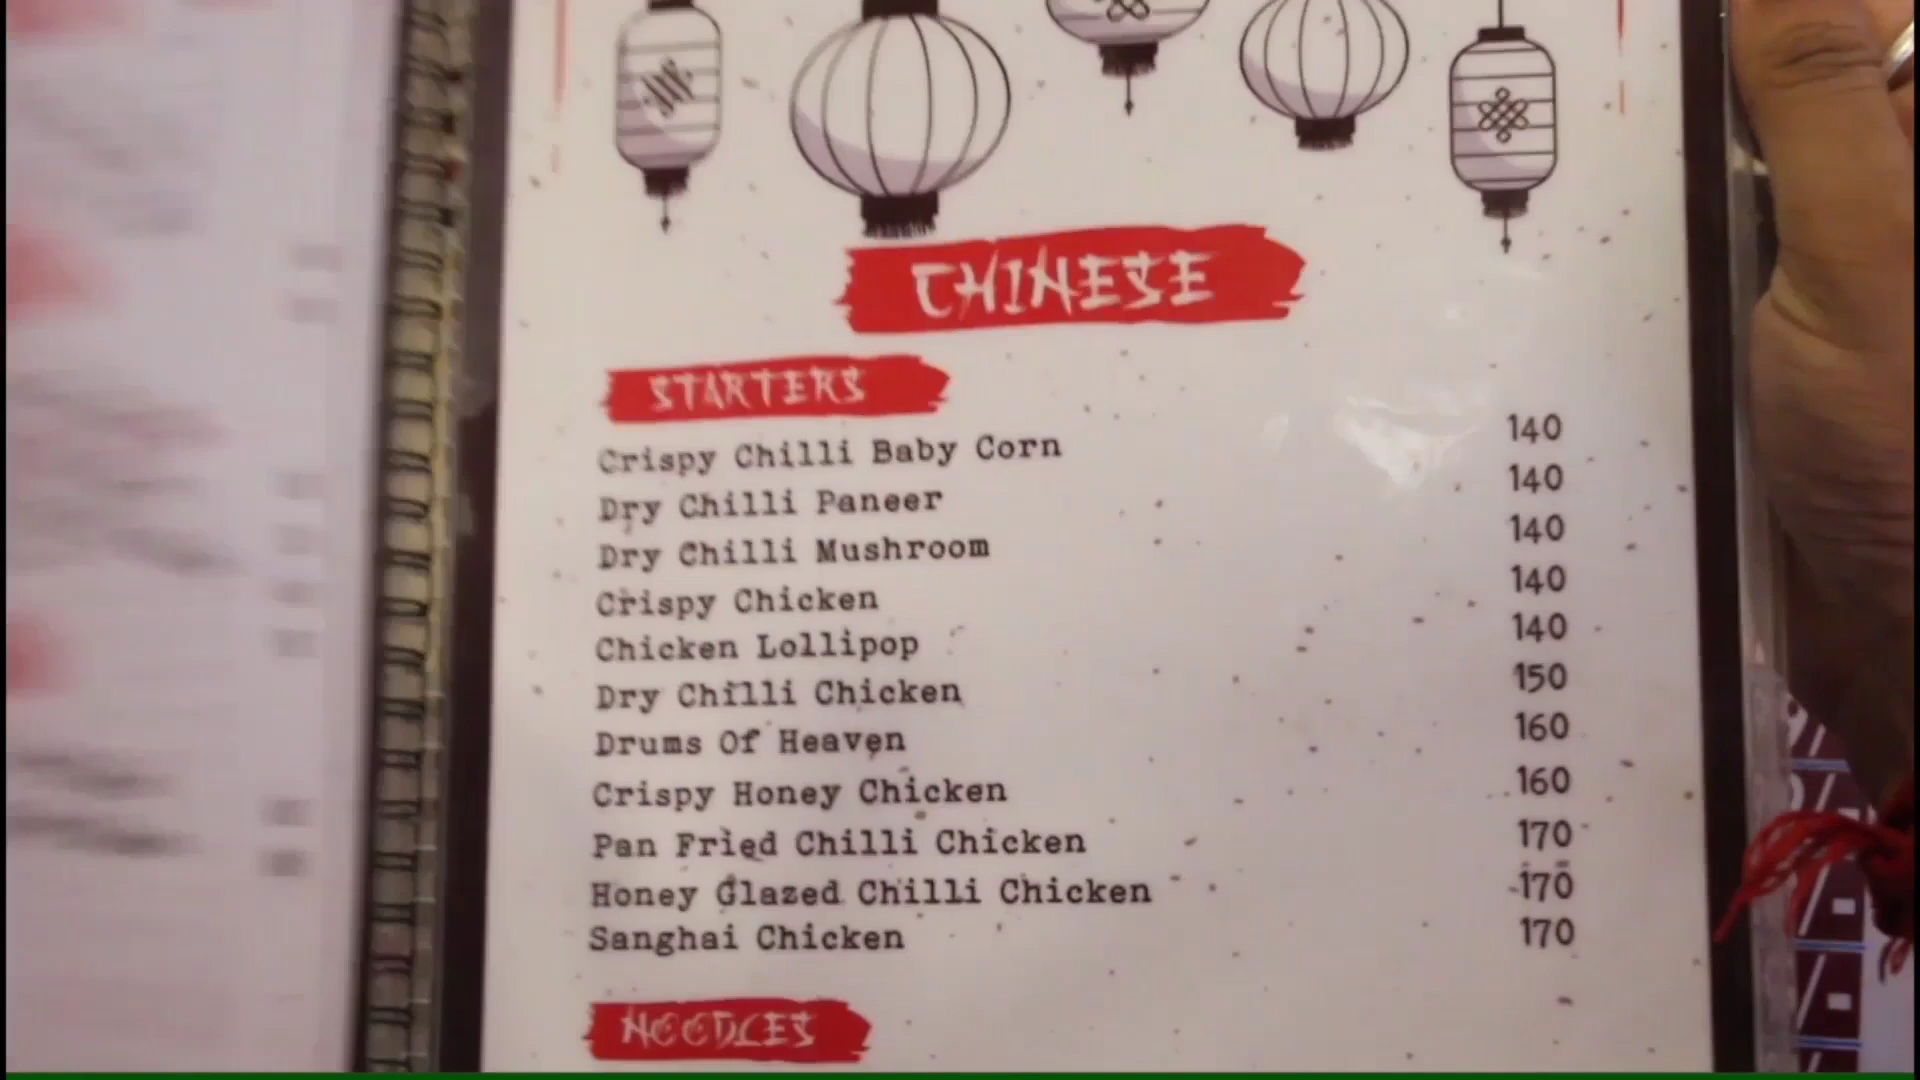 CHINESE
STARTERS
Crispy Chilli Baby Corn 140
Dry Chilli Paneer 140
Dry Chilli Mushroom 140
Crispy Chicken 140
Chicken Lollipop 140
Dry Chilli Chicken 150
Drums Of Heaven 160
Crispy Honey Chicken 160
Pan Fried Chilli Chicken 170
Honey Glazed Chilli Chicken 170
Sanghai Chicken 170
NOODLES